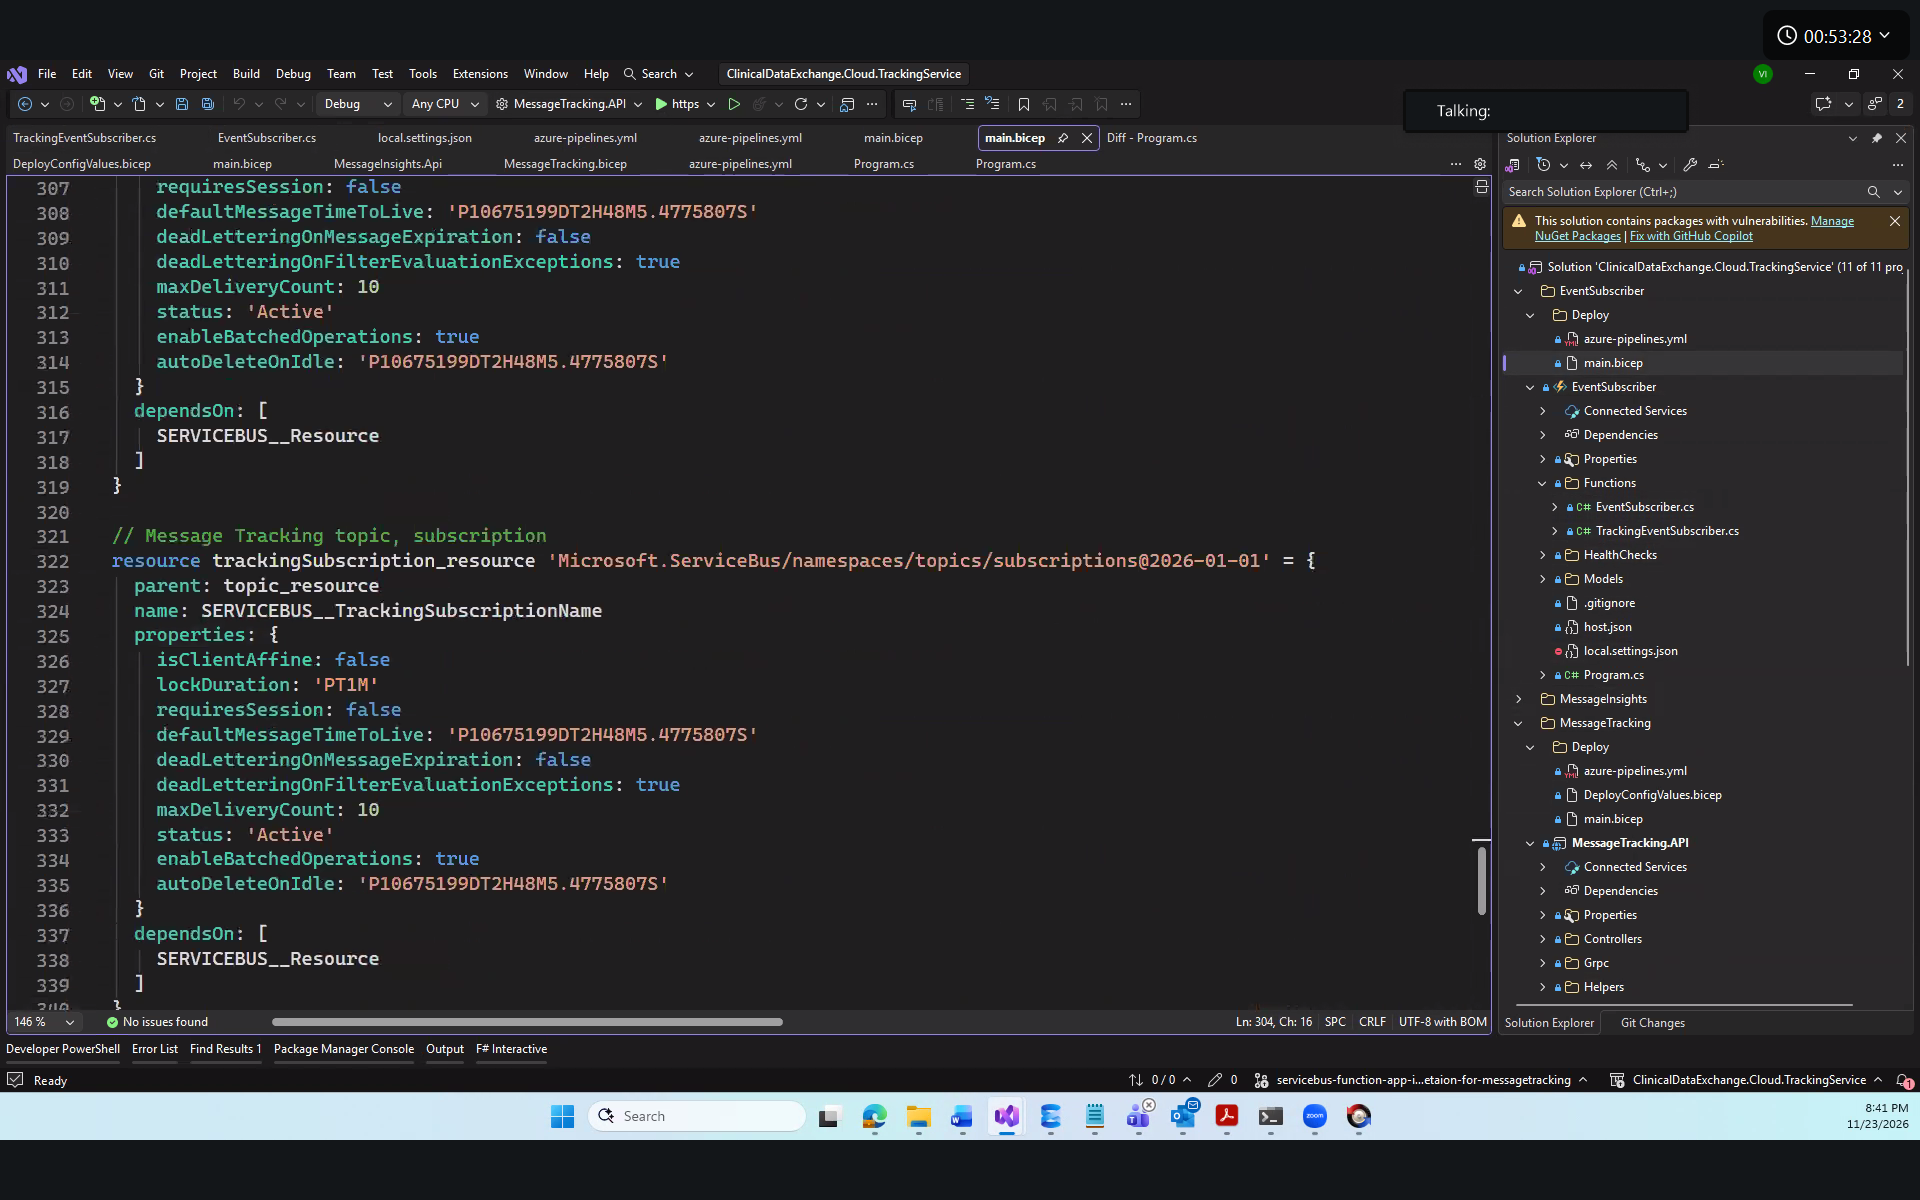 00:53:28
File Edit View Git Project Build Debug Team Test Tools Extensions Window Help Search ClinicalDataExchange.Cloud.TrackingService VI
Debug Any CPU MessageTracking.API https 2
Talking:
TrackingEventSubscriber.cs EventSubscriber.cs local.settings.json azure-pipelines.yml azure-pipelines.yml main.bicep main.bicep Diff - Program.cs
DeployConfigValues.bicep main.bicep MessageInsights.Api MessageTracking.bicep azure-pipelines.yml Program.cs Program.cs
307 requiresSession: false
308 defaultMessageTimeToLive: 'P10675199DT2H48M5.4775807S'
309 deadLetteringOnMessageExpiration: false
310 deadLetteringOnFilterEvaluationExceptions: true
311 maxDeliveryCount: 10
312 status: 'Active'
313 enableBatchedOperations: true
314 autoDeleteOnIdle: 'P10675199DT2H48M5.4775807S'
315 }
316 dependsOn: [
317 SERVICEBUS__Resource
318 ]
319 }
320
321 // Message Tracking topic, subscription
322 resource trackingSubscription_resource 'Microsoft.ServiceBus/namespaces/topics/subscriptions@2026-01-01' = {
323 parent: topic_resource
324 name: SERVICEBUS__TrackingSubscriptionName
325 properties: {
326 isClientAffine: false
327 lockDuration: 'PT1M'
328 requiresSession: false
329 defaultMessageTimeToLive: 'P10675199DT2H48M5.4775807S'
330 deadLetteringOnMessageExpiration: false
331 deadLetteringOnFilterEvaluationExceptions: true
332 maxDeliveryCount: 10
333 status: 'Active'
334 enableBatchedOperations: true
335 autoDeleteOnIdle: 'P10675199DT2H48M5.4775807S'
336 }
337 dependsOn: [
338 SERVICEBUS__Resource
339 ]
340 }
146 % No issues found Ln: 304, Ch: 16 SPC CRLF UTF-8 with BOM
Solution Explorer
Search Solution Explorer (Ctrl+;)
This solution contains packages with vulnerabilities. Manage
NuGet Packages | Fix with GitHub Copilot
Solution 'ClinicalDataExchange.Cloud.TrackingService' (11 of 11 pro
EventSubscriber
Deploy
azure-pipelines.yml
main.bicep
EventSubscriber
Connected Services
Dependencies
Properties
Functions
C# EventSubscriber.cs
C# TrackingEventSubscriber.cs
HealthChecks
Models
.gitignore
host.json
local.settings.json
C# Program.cs
MessageInsights
MessageTracking
Deploy
azure-pipelines.yml
DeployConfigValues.bicep
main.bicep
MessageTracking.API
Connected Services
Dependencies
Properties
Controllers
Grpc
Helpers
Solution Explorer Git Changes
Developer PowerShell Error List Find Results 1 Package Manager Console Output F# Interactive
Ready 0 / 0 0 servicebus-function-app-i...etaion-for-messagetracking ClinicalDataExchange.Cloud.TrackingService 1
Search zoom
8:41 PM
11/23/2026